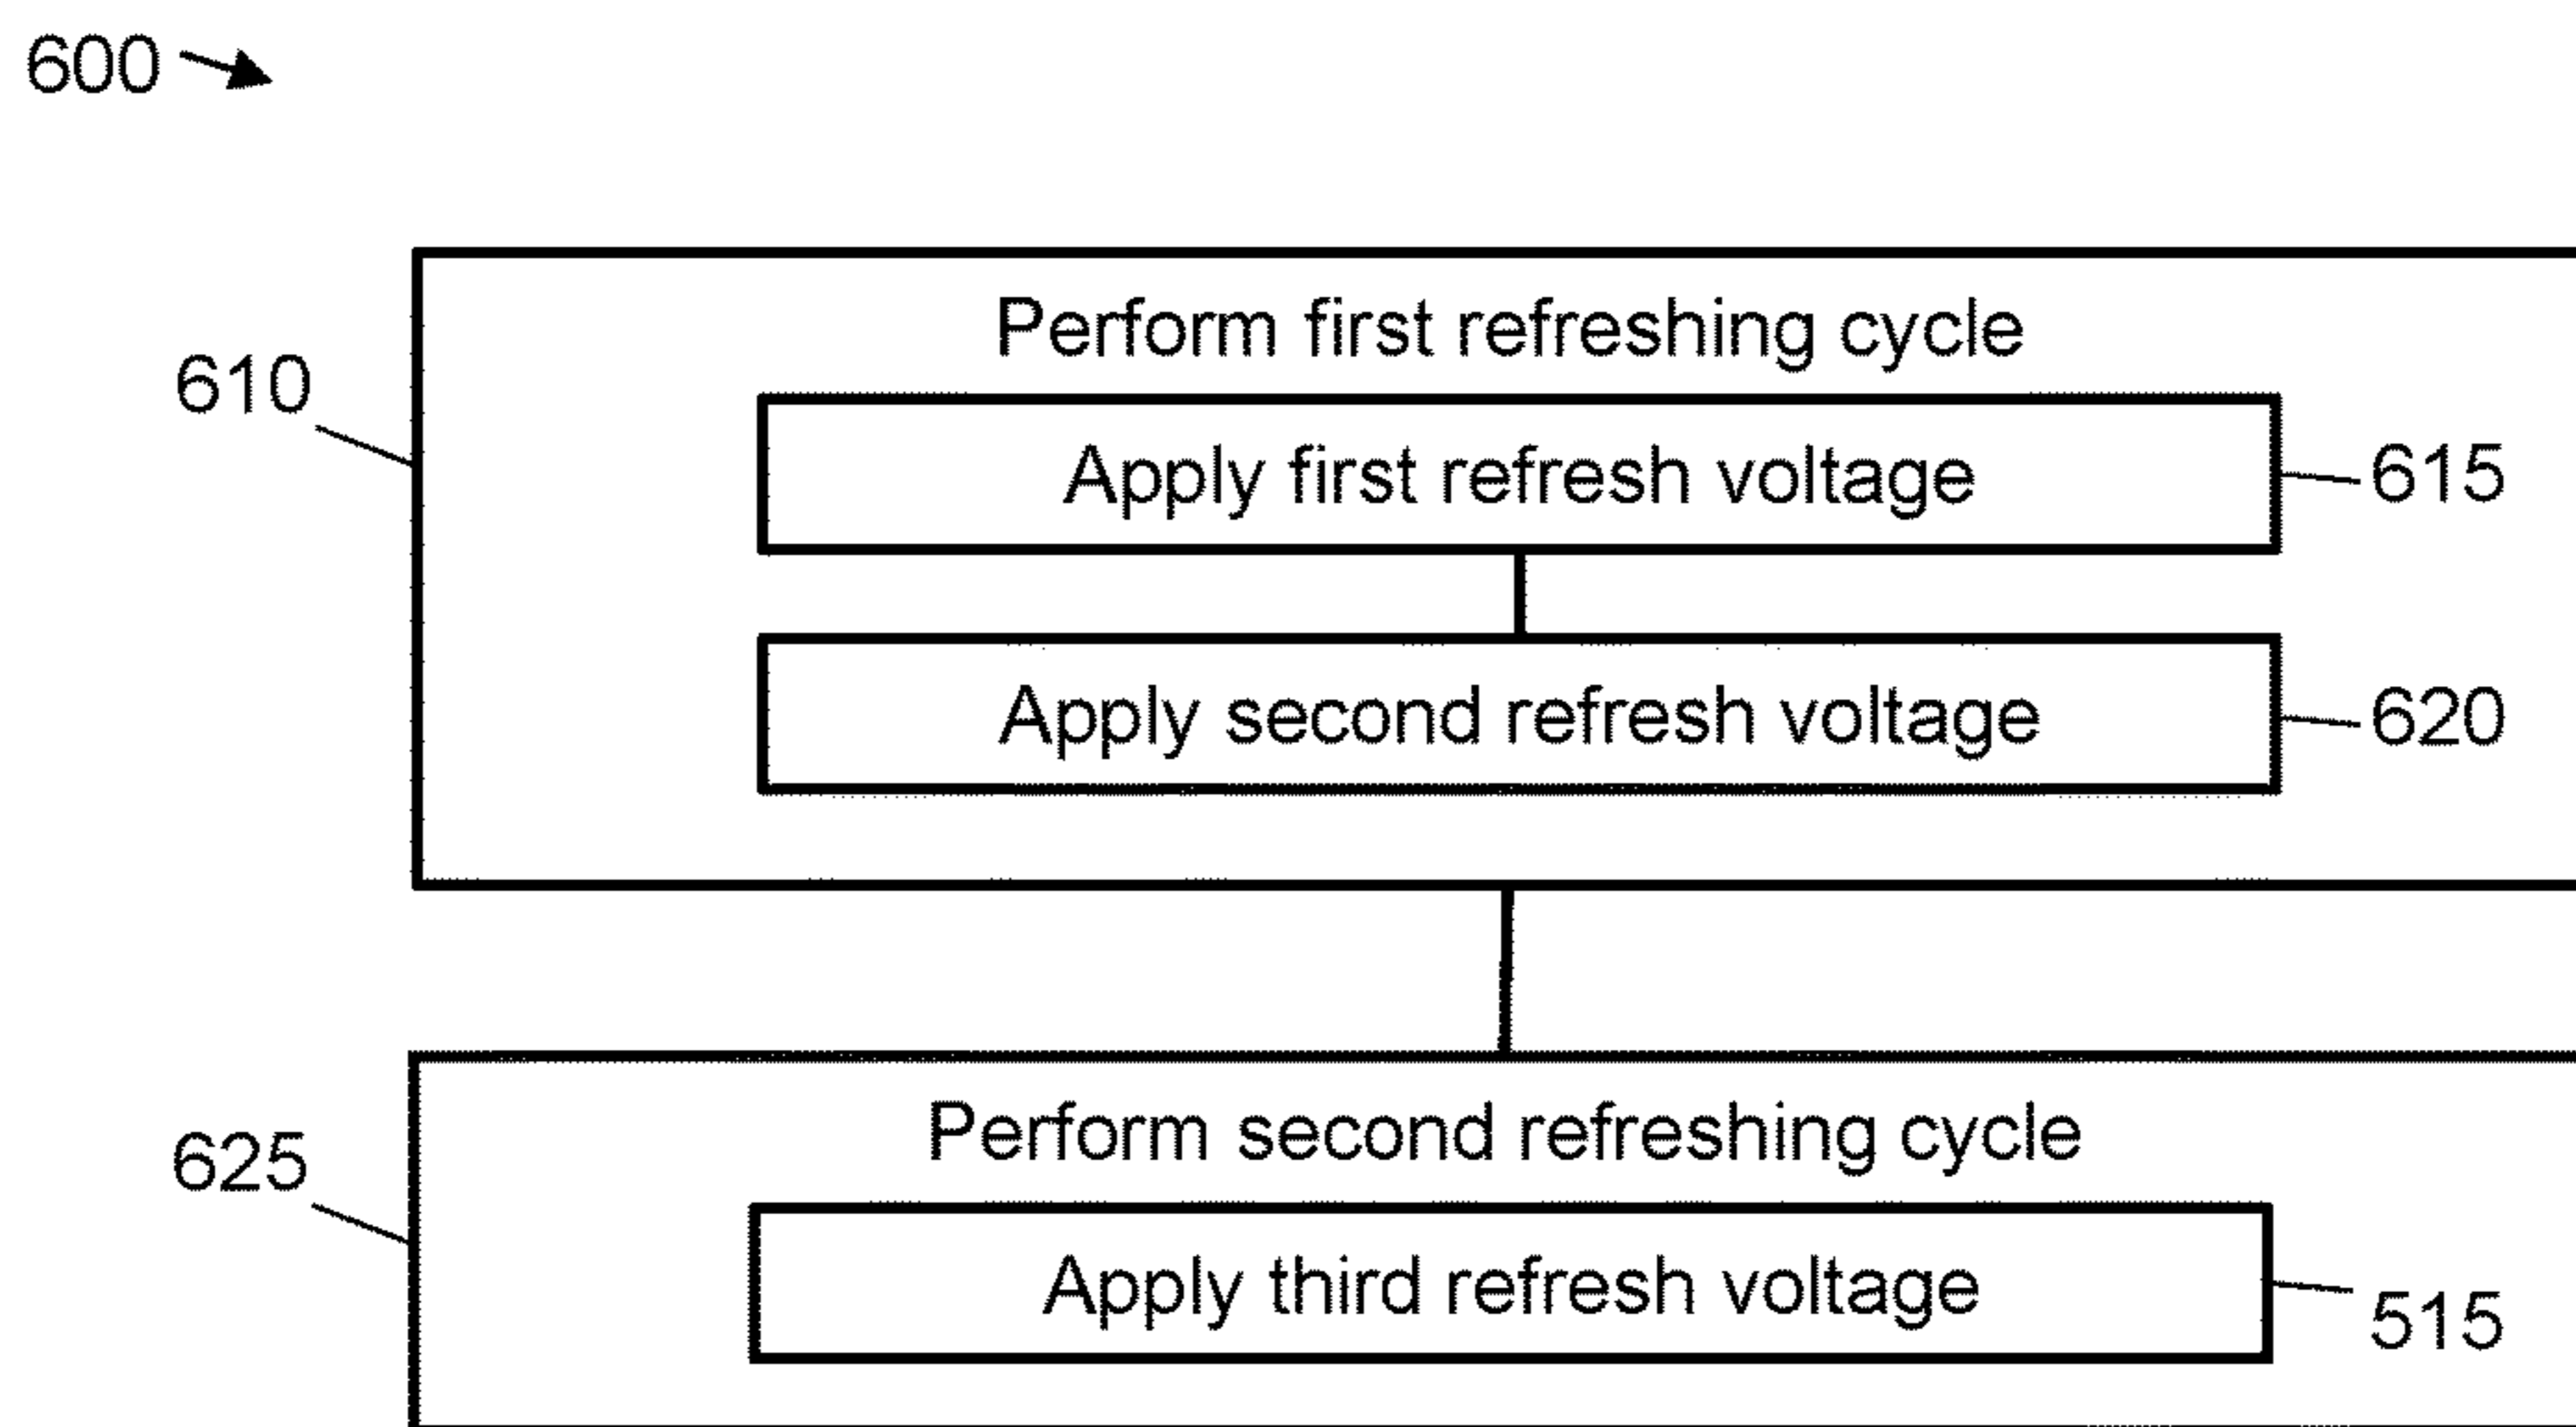 600
Perform first refreshing cycle
610
Apply first refresh voltage
615
Apply second refresh voltage
620
Perform second refreshing cycle
625
Apply third refresh voltage
515